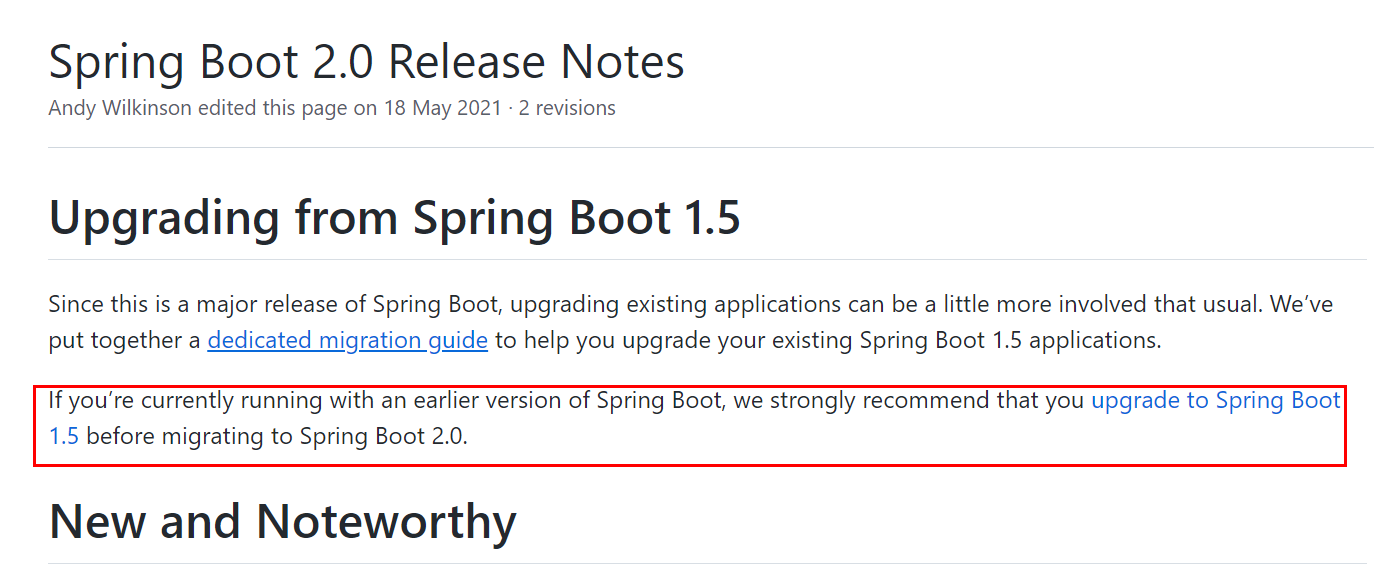 Spring Boot 2.0 Release Notes
Andy Wilkinson edited this page on 18 May 2021 · 2 revisions
Upgrading from Spring Boot 1.5
Since this is a major release of Spring Boot, upgrading existing applications can be a little more involved that usual. We’ve
put together a dedicated migration guide to help you upgrade your existing Spring Boot 1.5 applications.
If you’re currently running with an earlier version of Spring Boot, we strongly recommend that you upgrade to Spring Boot
1.5 before migrating to Spring Boot 2.0.
New and Noteworthy